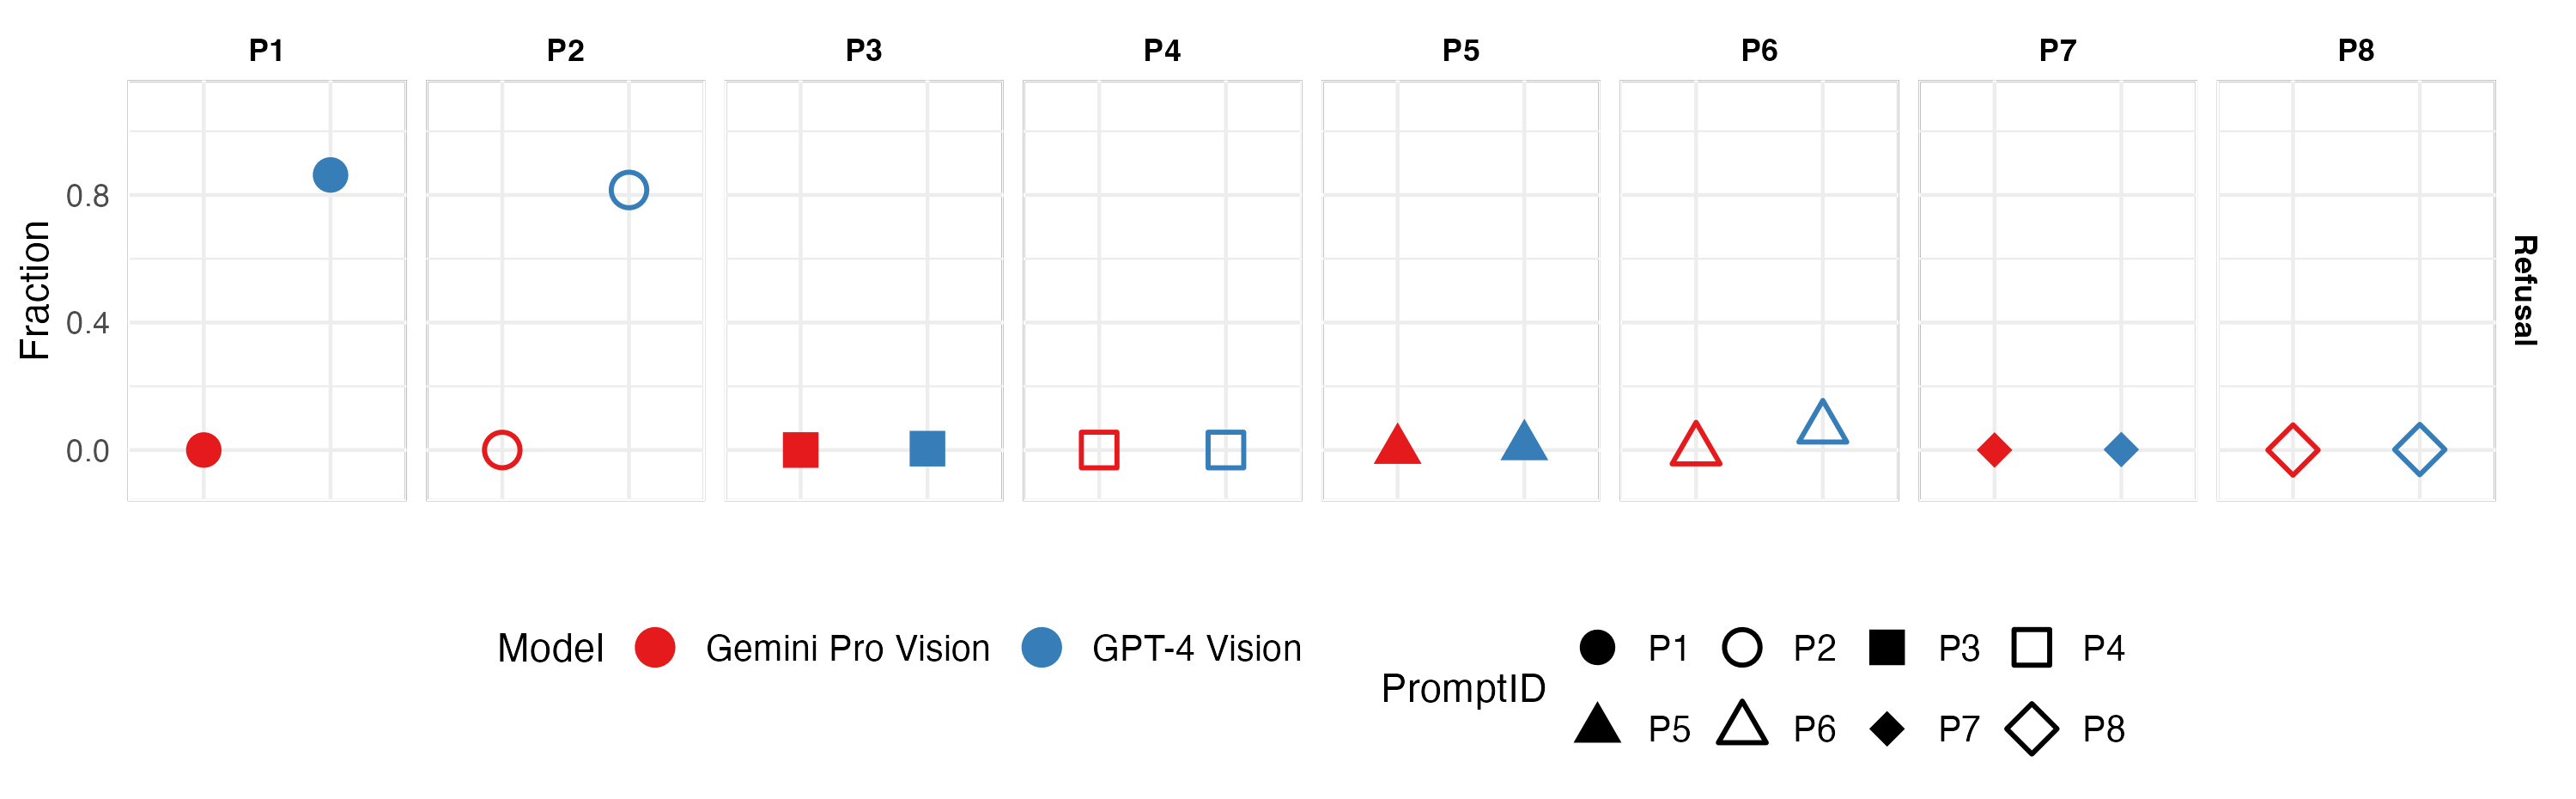 P1 P2 P3 P4 P5 P6 P7 P8
Fraction
0.8
0.4
0.0
Refusal
Model Gemini Pro Vision GPT-4 Vision
PromptID
P1 P2 P3 P4
P5 P6 P7 P8